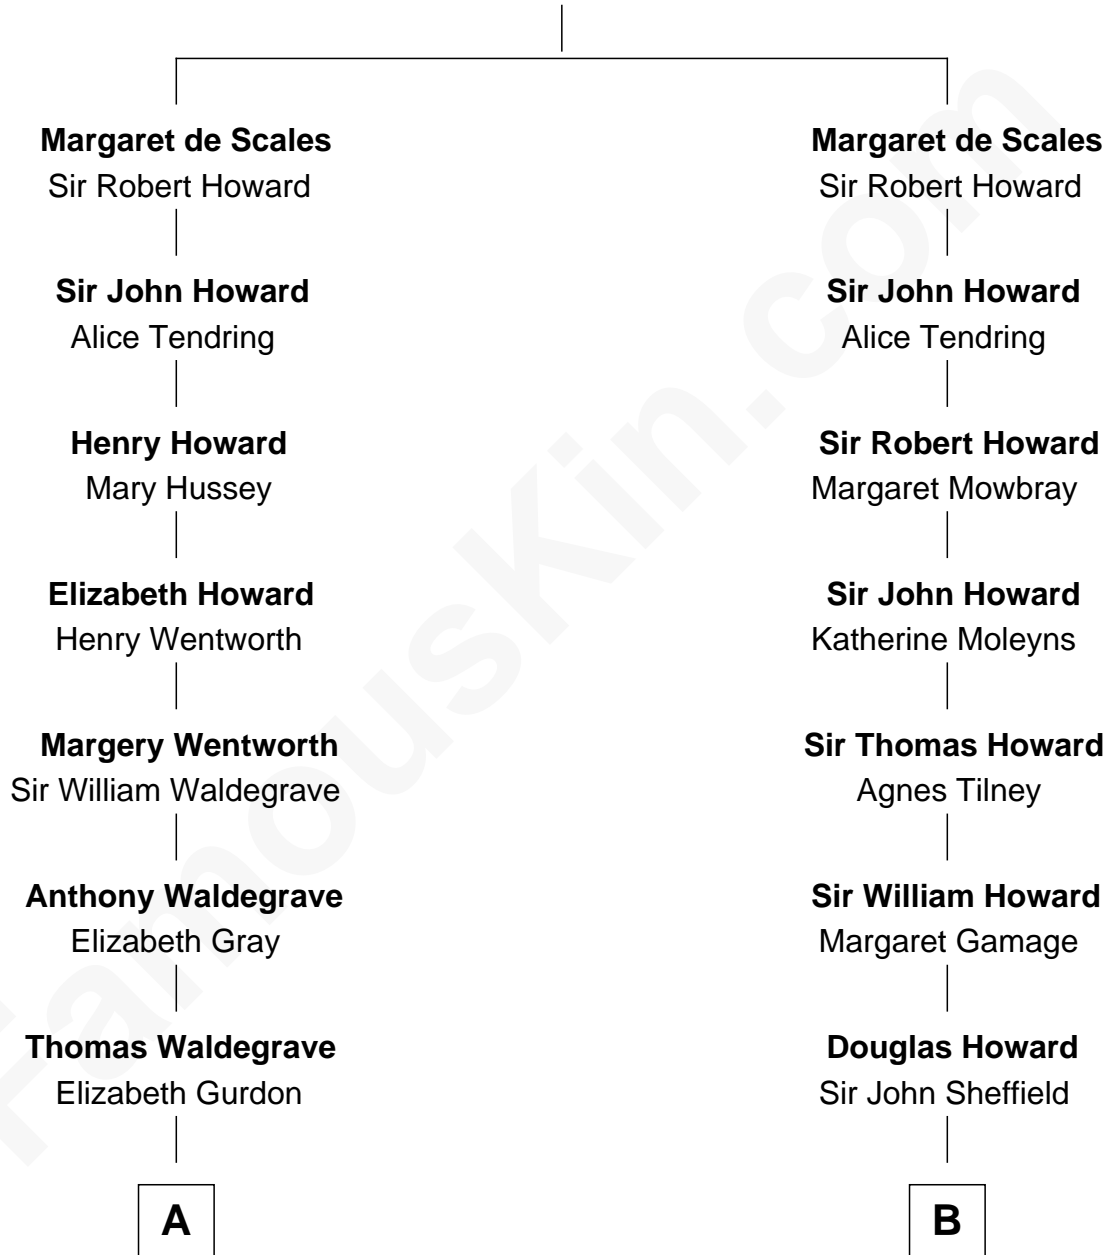 Margaret de Scales
Sir Robert Howard
Sir John Howard
Alice Tendring
Henry Howard
Mary Hussey
Elizabeth Howard
Henry Wentworth
Margery Wentworth
Sir William Waldegrave
Anthony Waldegrave
Elizabeth Gray
Thomas Waldegrave
Elizabeth Gurdon
A
Margaret de Scales
Sir Robert Howard
Sir John Howard
Alice Tendring
Sir Robert Howard
Margaret Mowbray
Sir John Howard
Katherine Moleyns
Sir Thomas Howard
Agnes Tilney
Sir William Howard
Margaret Gamage
Douglas Howard
Sir John Sheffield
B
FamousKin.com